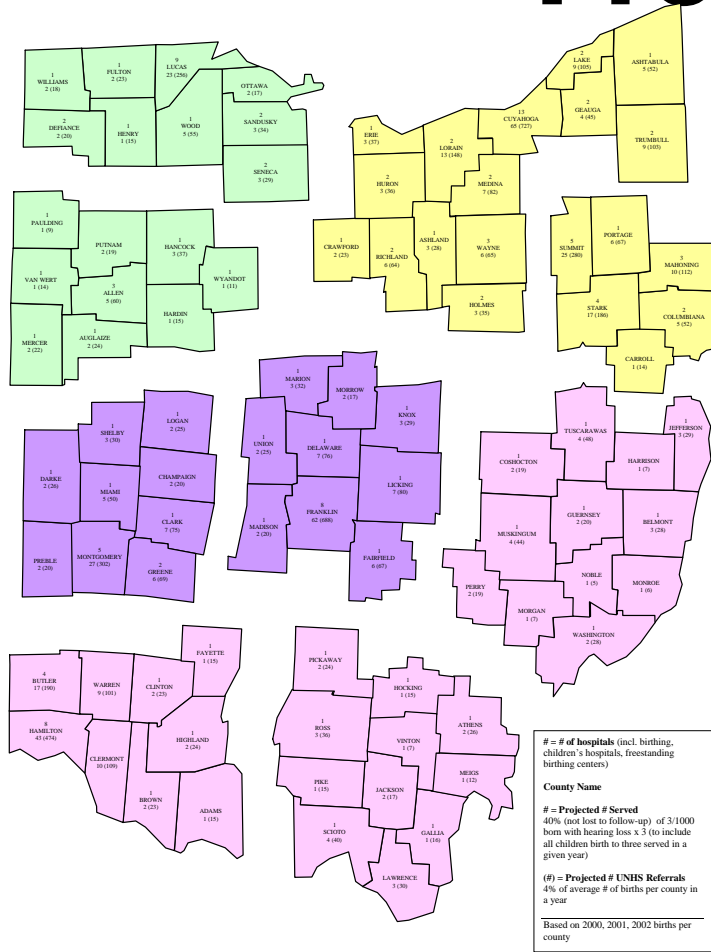 1
WILLIAMS
2 (18)
1
FULTON
2 (23)
9
LUCAS
23 (256)
OTTAWA
2 (17)
2
DEFIANCE
2 (20)
1
HENRY
1 (15)
1
WOOD
5 (55)
2
SANDUSKY
3 (34)
2
SENECA
3 (29)
2
LAKE
9 (105)
1
ASHTABULA
5 (52)
13
CUYAHOGA
65 (727)
2
GEAUGA
4 (45)
2
TRUMBULL
9 (103)
1
ERIE
3 (37)
2
LORAIN
13 (148)
2
HURON
3 (36)
2
MEDINA
7 (82)
1
CRAWFORD
2 (23)
2
RICHLAND
6 (64)
1
ASHLAND
3 (28)
3
WAYNE
6 (65)
2
HOLMES
3 (35)
1
PAULDING
1 (9)
PUTNAM
2 (19)
1
HANCOCK
3 (37)
1
VAN WERT
1 (14)
3
ALLEN
5 (60)
1
WYANDOT
1 (11)
1
MERCER
2 (22)
1
AUGLAIZE
2 (24)
HARDIN
1 (15)
5
SUMMIT
25 (280)
1
PORTAGE
6 (67)
3
MAHONING
10 (112)
4
STARK
17 (186)
2
COLUMBIANA
5 (52)
CARROLL
1 (14)
1
SHELBY
3 (30)
1
LOGAN
2 (25)
1
DARKE
2 (26)
1
MIAMI
5 (50)
CHAMPAIGN
2 (20)
1
CLARK
7 (75)
PREBLE
2 (20)
5
MONTGOMERY
27 (302)
2
GREENE
6 (69)
1
MARION
3 (32)
MORROW
2 (17)
1
KNOX
3 (29)
1
UNION
2 (25)
1
DELAWARE
7 (76)
1
LICKING
7 (80)
1
MADISON
2 (20)
8
FRANKLIN
62 (688)
1
FAIRFIELD
6 (67)
1
TUSCARAWAS
4 (48)
1
JEFFERSON
3 (29)
1
COSHOCTON
2 (19)
HARRISON
1 (7)
1
GUERNSEY
2 (20)
1
BELMONT
3 (28)
1
MUSKINGUM
4 (44)
PERRY
2 (19)
NOBLE
1 (5)
MONROE
1 (6)
MORGAN
1 (7)
1
WASHINGTON
2 (28)
4
BUTLER
17 (190)
WARREN
9 (101)
1
CLINTON
2 (23)
1
FAYETTE
1 (15)
8
HAMILTON
43 (474)
CLERMONT
10 (109)
1
HIGHLAND
2 (24)
1
BROWN
2 (23)
ADAMS
1 (15)
1
PICKAWAY
2 (24)
1
HOCKING
1 (15)
1
ROSS
3 (36)
VINTON
1 (7)
1
ATHENS
2 (26)
PIKE
1 (15)
JACKSON
2 (17)
MEIGS
1 (12)
1
SCIOTO
4 (40)
1
GALLIA
1 (16)
LAWRENCE
3 (30)
# = # of hospitals (incl. birthing,
children's hospitals, freestanding
birthing centers)
County Name
# = Projected # Served
40% (not lost to follow-up) of 3/1000
born with hearing loss x 3 (to include
all children birth to three served in a
given year)
(#) = Projected # UNHS Referrals
4% of average # of births per county in
a year
Based on 2000, 2001, 2002 births per
county